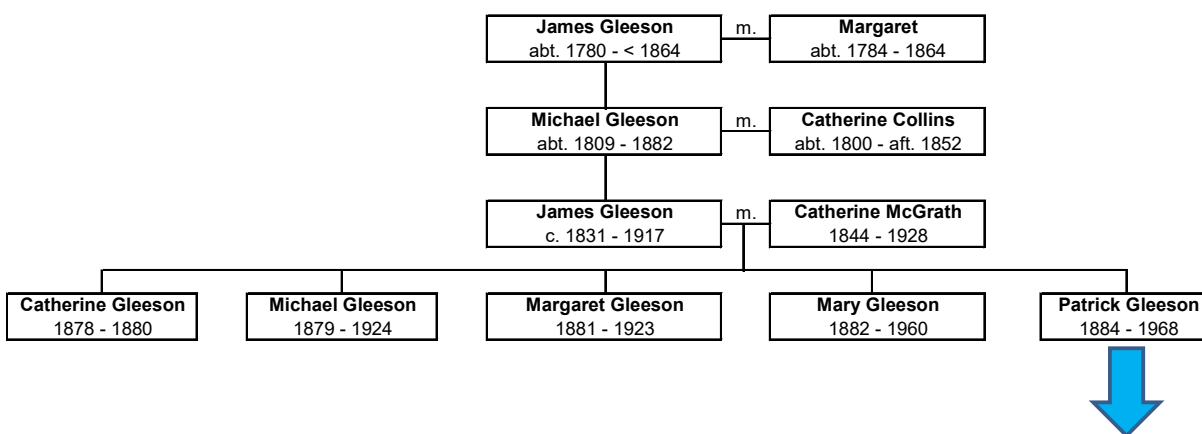 James Gleeson m. Margaret
abt. 1780 - < 1864 abt. 1784 - 1864
Michael Gleeson m. Catherine Collins
abt. 1809 - 1882 abt. 1800 - aft. 1852
James Gleeson m. Catherine McGrath
c. 1831 - 1917 1844 - 1928
Catherine Gleeson Michael Gleeson Margaret Gleeson Mary Gleeson Patrick Gleeson
1878 - 1880 1879 - 1924 1881 - 1923 1882 - 1960 1884 - 1968